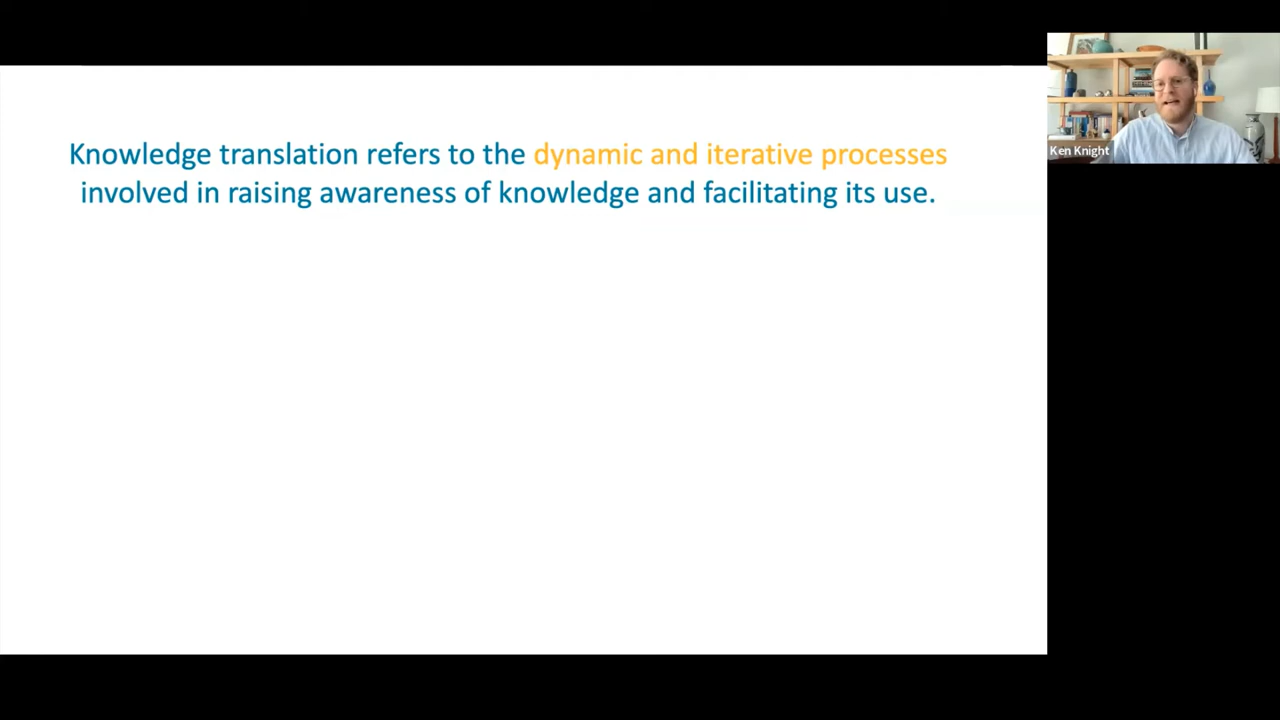 Knowledge translation refers to the dynamic and iterative processes
involved in raising awareness of knowledge and facilitating its use.
Ken Knight